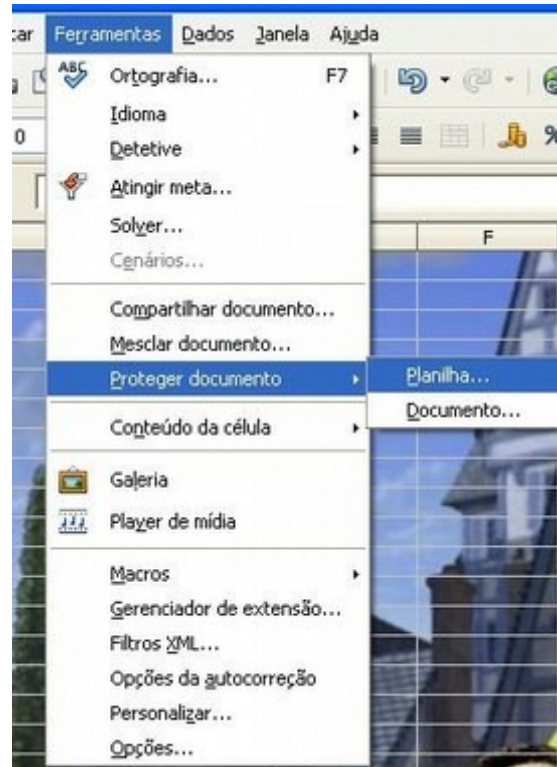 Ferramentas Dados Janela Ajuda
Ortografia... F7
Idioma
Detetive
Atingir meta...
Solver...
Cenários...
Compartilhar documento...
Mesclar documento...
Proteger documento
Planilha...
Documento...
Conteúdo da célula
Galeria
Player de mídia
Macros
Gerenciador de extensão...
Filtros XML...
Opções da autocorreção
Personalizar...
Opções...
ABC
0
%
F